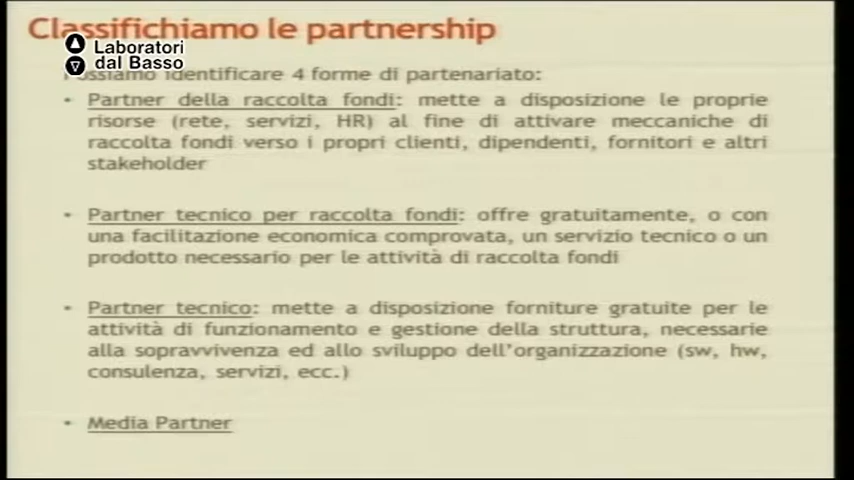 Classifichiamo le partnership
Laboratori
dal Basso
Possiamo identificare 4 forme di partenariato:
• Partner della raccolta fondi: mette a disposizione le proprie
risorse (rete, servizi, HR) al fine di attivare meccaniche di
raccolta fondi verso i propri clienti, dipendenti, fornitori e altri
stakeholder
• Partner tecnico per raccolta fondi: offre gratuitamente, o con
una facilitazione economica comprovata, un servizio tecnico o un
prodotto necessario per le attività di raccolta fondi
• Partner tecnico: mette a disposizione forniture gratuite per le
attività di funzionamento e gestione della struttura, necessarie
alla sopravvivenza ed allo sviluppo dell'organizzazione (sw, hw,
consulenza, servizi, ecc.)
• Media Partner